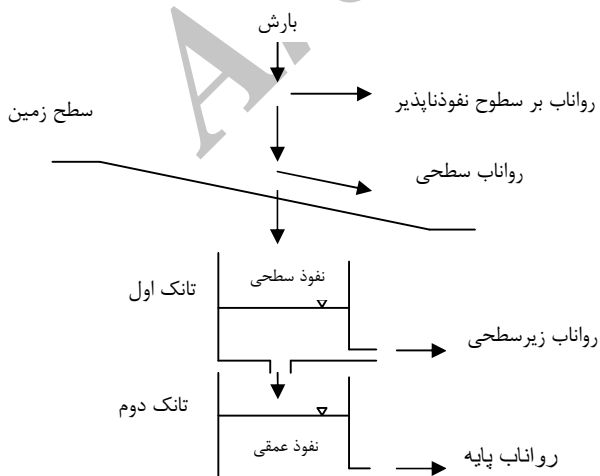 بارش
رواناب بر سطوح نفوذناپذیر
سطح زمین
رواناب سطحی
نفوذ سطحی
تانک اول
رواناب زیرسطحی
تانک دوم
نفوذ عمقی
رواناب پایه